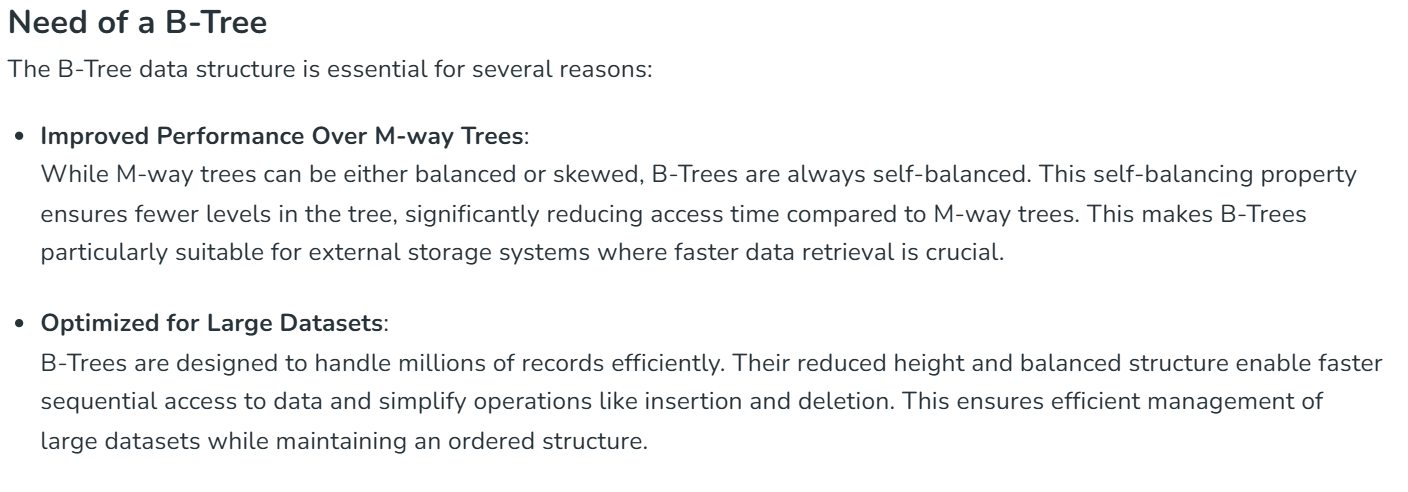 Need of a B-Tree
The B-Tree data structure is essential for several reasons:
• Improved Performance Over M-way Trees:
While M-way trees can be either balanced or skewed, B-Trees are always self-balanced. This self-balancing property
ensures fewer levels in the tree, significantly reducing access time compared to M-way trees. This makes B-Trees
particularly suitable for external storage systems where faster data retrieval is crucial.
• Optimized for Large Datasets:
B-Trees are designed to handle millions of records efficiently. Their reduced height and balanced structure enable faster
sequential access to data and simplify operations like insertion and deletion. This ensures efficient management of
large datasets while maintaining an ordered structure.